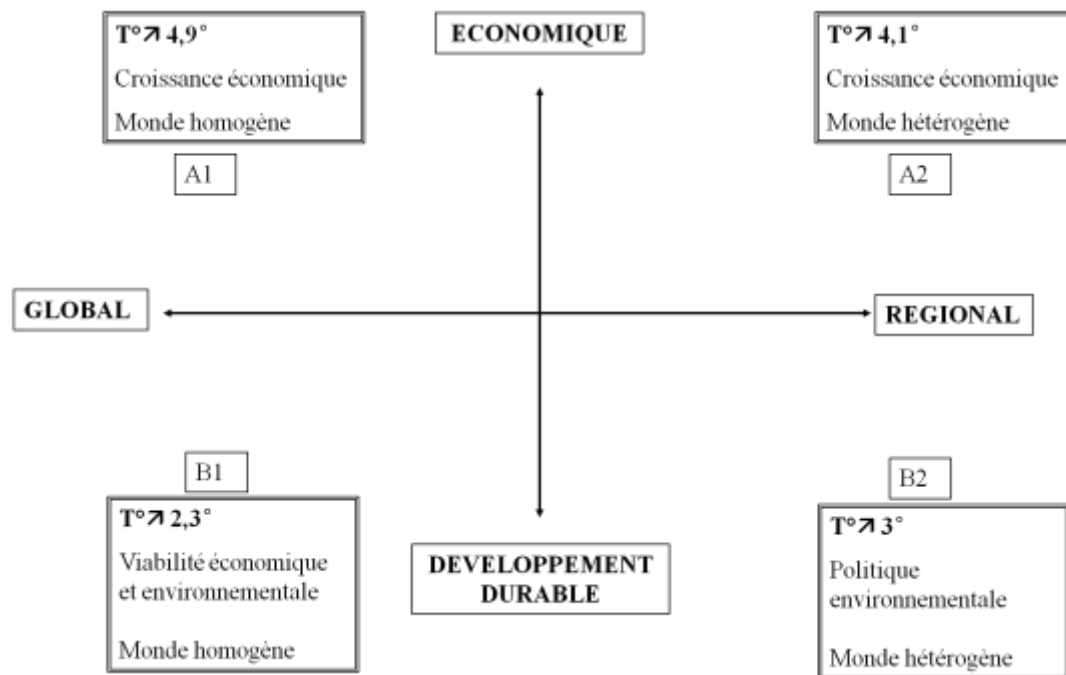 T°↗ 4,9°
Croissance économique
Monde homogène
A1
ECONOMIQUE
T°↗ 4,1°
Croissance économique
Monde hétérogène
A2
GLOBAL
REGIONAL
B1
T°↗ 2,3°
Viabilité économique
et environnementale
Monde homogène
DEVELOPPEMENT
DURABLE
B2
T°↗ 3°
Politique
environnementale
Monde hétérogène